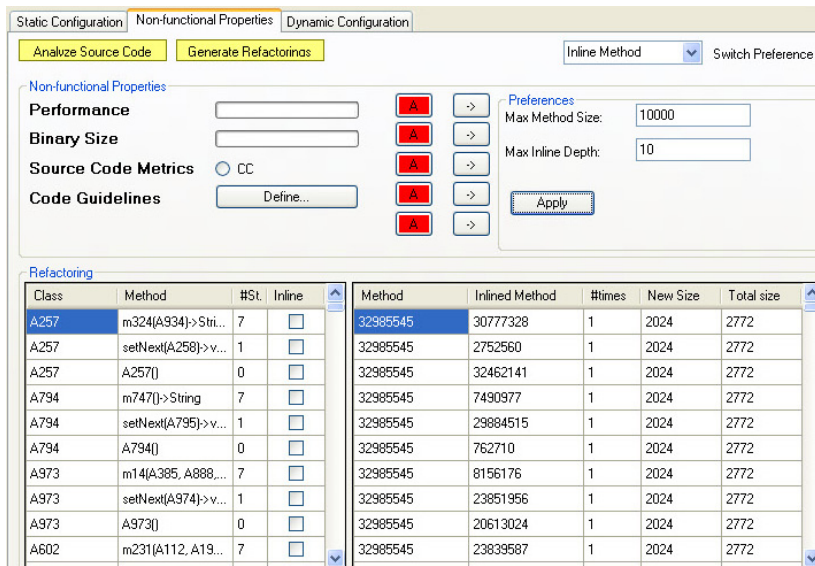 Static Configuration Non-functional Properties Dynamic Configuration
Analyze Source Code Generate Refactorings Inline Method Switch Preference
Non-functional Properties
Performance A -> Preferences
Max Method Size: 10000
Binary Size A ->
Max Inline Depth: 10
Source Code Metrics CC A ->
Code Guidelines Define... A -> Apply
A ->
Refactoring
Class Method #St. Inline Method Inlined Method #times New Size Total size
A257 m324(A934)->Stri... 7 32985545 30777328 1 2024 2772
A257 setNext(A258)->v... 1 32985545 2752560 1 2024 2772
A257 A257() 0 32985545 32462141 1 2024 2772
A794 m747()->String 7 32985545 7490977 1 2024 2772
A794 setNext(A795)->v... 1 32985545 29884515 1 2024 2772
A794 A794() 0 32985545 762710 1 2024 2772
A973 m14(A385, A888,... 7 32985545 8156176 1 2024 2772
A973 setNext(A974)->v... 1 32985545 23851956 1 2024 2772
A973 A973() 0 32985545 20613024 1 2024 2772
A602 m231(A112, A19... 7 32985545 23839587 1 2024 2772